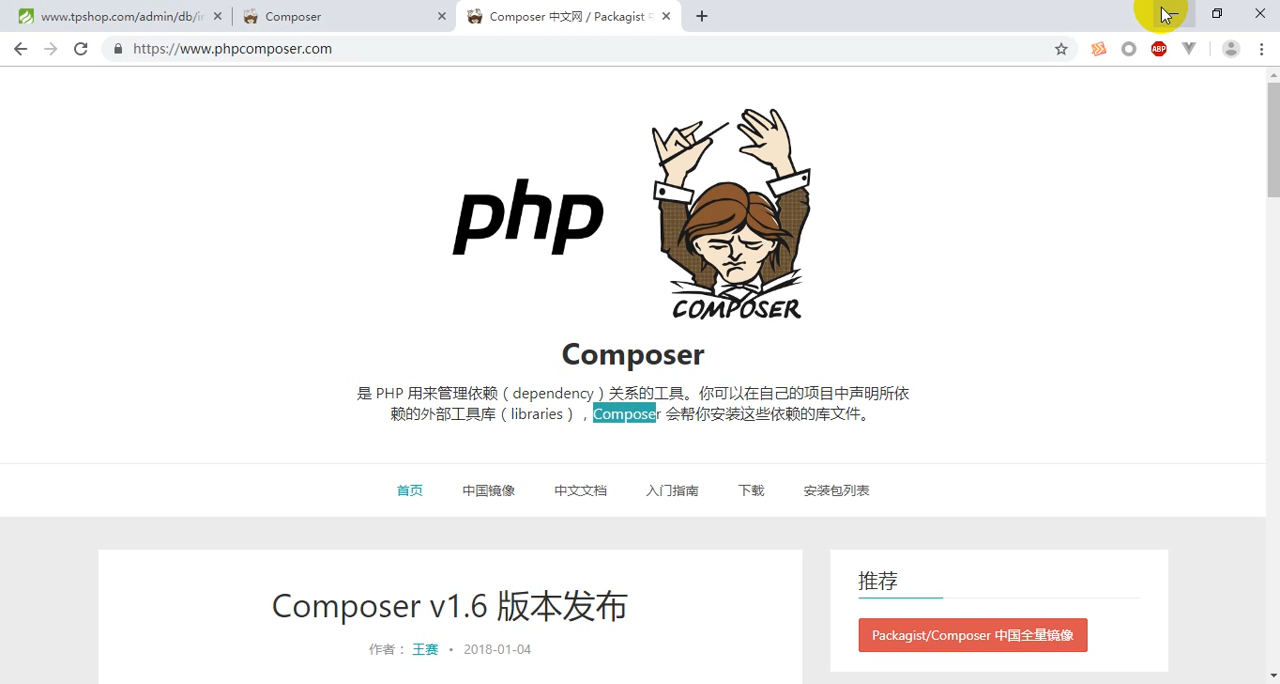 www.tpshop.com/admin/db/in
Composer
Composer 中文网 / Packagist
https://www.phpcomposer.com
ABP
php
COMPOSER
Composer
是 PHP 用来管理依赖（dependency）关系的工具。你可以在自己的项目中声明所依
赖的外部工具库（libraries），Composer 会帮你安装这些依赖的库文件。
首页 中国镜像 中文文档 入门指南 下载 安装包列表
Composer v1.6 版本发布
作者： 王赛 • 2018-01-04
推荐
Packagist/Composer 中国全量镜像